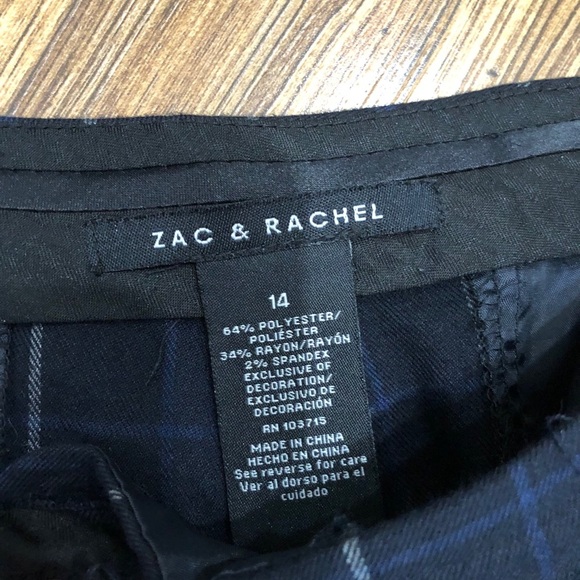 ZAC & RACHEL
14
64% POLYESTER/
POLIÉSTER
34% RAYON/RAYÓN
2% SPANDEX
EXCLUSIVE OF
DECORATION/
EXCLUSIVO DE
DECORACIÓN
RN 103715
MADE IN CHINA
HECHO EN CHINA
See reverse for care
Ver al dorso para el
cuidado